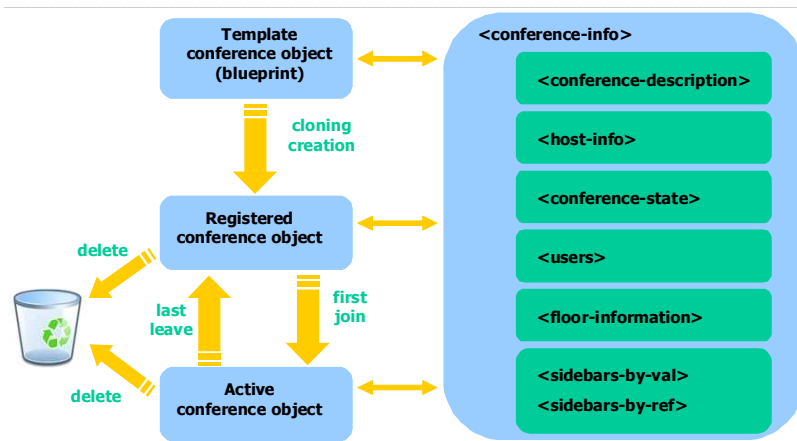 Template
conference object
(blueprint)
cloning
creation
Registered
conference object
delete
last
leave
first
join
delete
Active
conference object
<conference-info>
<conference-description>
<host-info>
<conference-state>
<users>
<floor-information>
<sidebars-by-val>
<sidebars-by-ref>